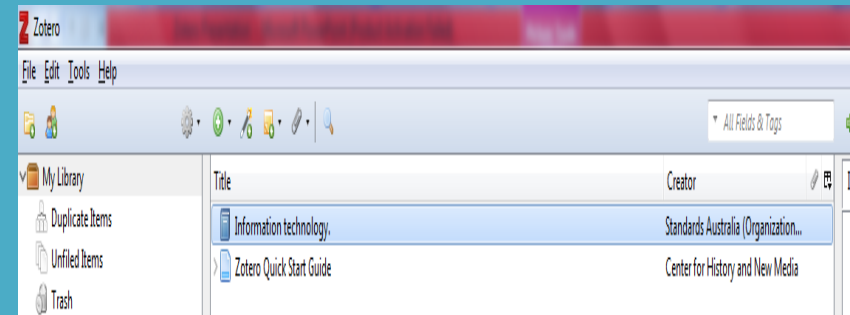 Zotero
File Edit Tools Help
All Fields & Tags
My Library
Title Creator
Duplicate Items
Information technology. Standards Australia (Organization...
Unfiled Items
Zotero Quick Start Guide Center for History and New Media
Trash